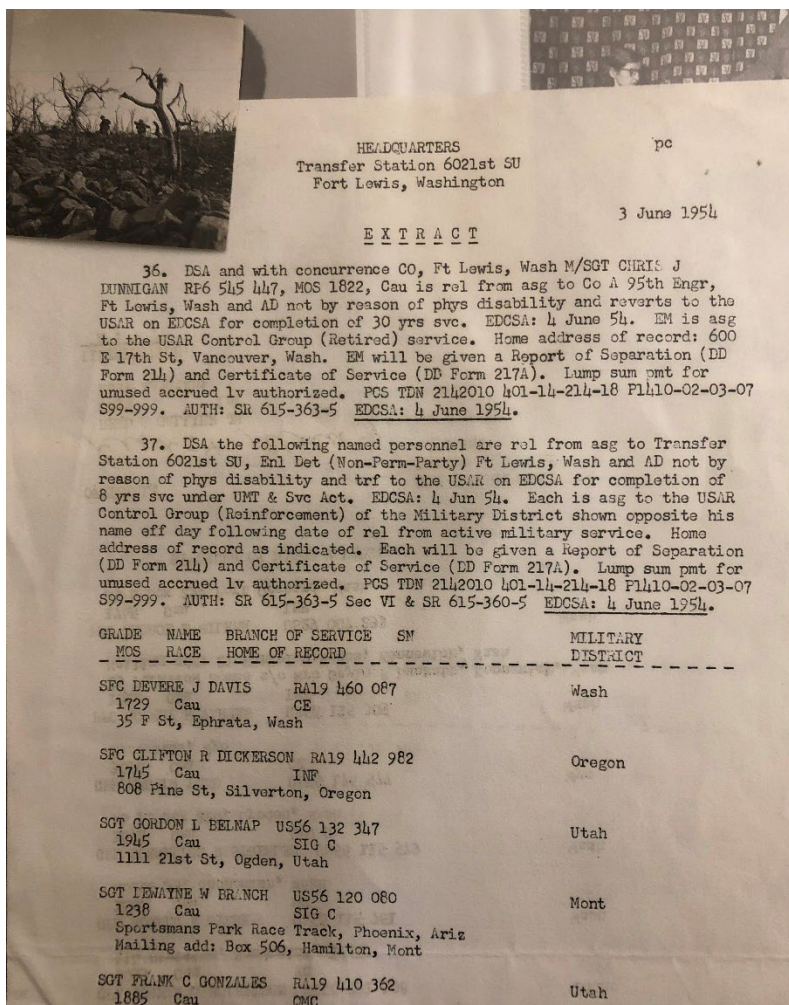 HEADQUARTERS
pc
Transfer Station 6021st SU
Fort Lewis, Washington
3 June 1954
E X T R A C T
36. DSA and with concurrence CO, Ft Lewis, Wash M/SGT CHRIS J
DUNNIGAN RP6 545 447, MOS 1822, Cau is rel from asg to Co A 95th Engr,
Ft Lewis, Wash and AD not by reason of phys disability and reverts to the
USAR on EDCSA for completion of 30 yrs svc. EDCSA: 4 June 54. EM is asg
to the USAR Control Group (Retired) service. Home address of record: 600
E 17th St, Vancouver, Wash. EM will be given a Report of Separation (DD
Form 214) and Certificate of Service (DD Form 217A). Lump sum pmt for
unused accrued lv authorized. PCS TDN 2142010 401-14-214-18 P1410-02-03-07
S99-999. AUTH: SR 615-363-5 EDCSA: 4 June 1954.
37. DSA the following named personnel are rel from asg to Transfer
Station 6021st SU, Enl Det (Non-Perm-Party) Ft Lewis, Wash and AD not by
reason of phys disability and trf to the USAR on EDCSA for completion of
8 yrs svc under UMT & Svc Act. EDCSA: 4 Jun 54. Each is asg to the USAR
Control Group (Reinforcement) of the Military District shown opposite his
name eff day following date of rel from active military service. Home
address of record as indicated. Each will be given a Report of Separation
(DD Form 214) and Certificate of Service (DD Form 217A). Lump sum pmt for
unused accrued lv authorized. PCS TDN 2142010 401-14-214-18 P1410-02-03-07
S99-999. AUTH: SR 615-363-5 Sec VI & SR 615-360-5 EDCSA: 4 June 1954.
GRADE NAME BRANCH OF SERVICE SN MILITARY
MOS RACE HOME OF RECORD DISTRICT
SFC DEVERE J DAVIS RA19 460 087 Wash
1729 Cau CE
35 F St, Ephrata, Wash
SFC CLIFTON R DICKERSON RA19 442 982 Oregon
1745 Cau INF
808 Pine St, Silverton, Oregon
SGT GORDON L BELNAP US56 132 347 Utah
1945 Cau SIG C
1111 21st St, Ogden, Utah
SGT DEWAYNE W BRANCH US56 120 080 Mont
1238 Cau SIG C
Sportsmans Park Race Track, Phoenix, Ariz
Mailing add: Box 506, Hamilton, Mont
SGT FRANK C GONZALES RA19 410 362 Utah
1885 Cau QMC